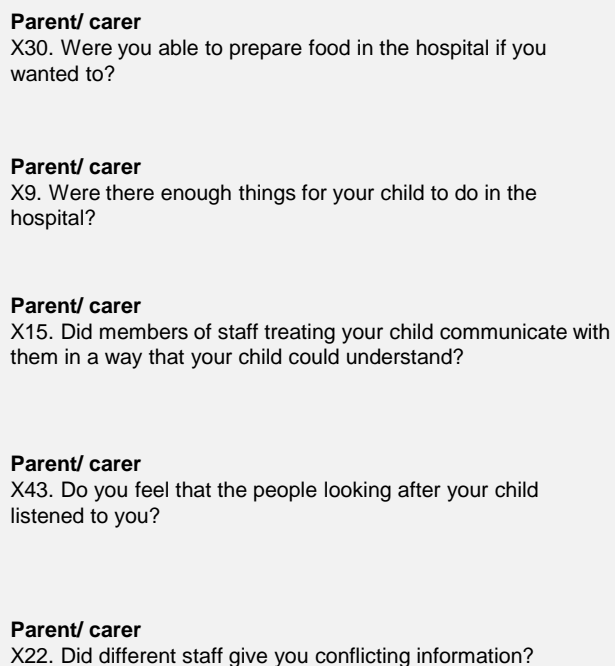 Parent/ carer
X30. Were you able to prepare food in the hospital if you
wanted to?
Parent/ carer
X9. Were there enough things for your child to do in the
hospital?
Parent/ carer
X15. Did members of staff treating your child communicate with
them in a way that your child could understand?
Parent/ carer
X43. Do you feel that the people looking after your child
listened to you?
Parent/ carer
X22. Did different staff give you conflicting information?